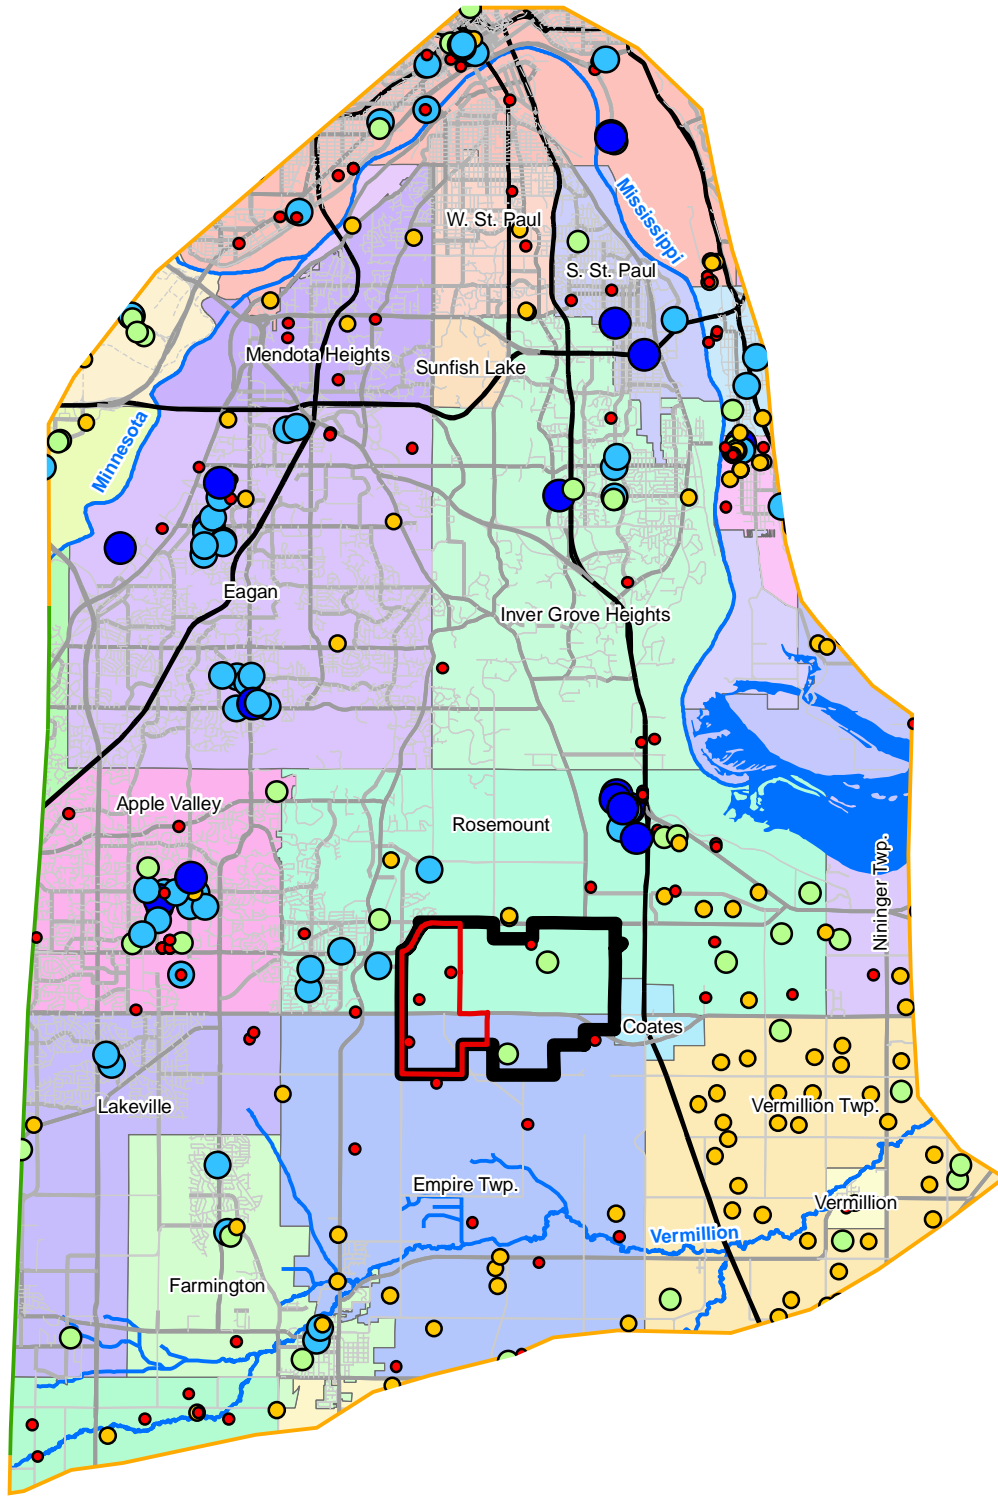 W. St. Paul
Mississippi
S. St. Paul
Mendota Heights
Sunfish Lake
Minnesota
Eagan
Inver Grove Heights
Apple Valley
Rosemount
Nininger Twp.
Coates
Lakeville
Vermillion Twp.
Empire Twp.
Vermillion
Vermillion
Farmington